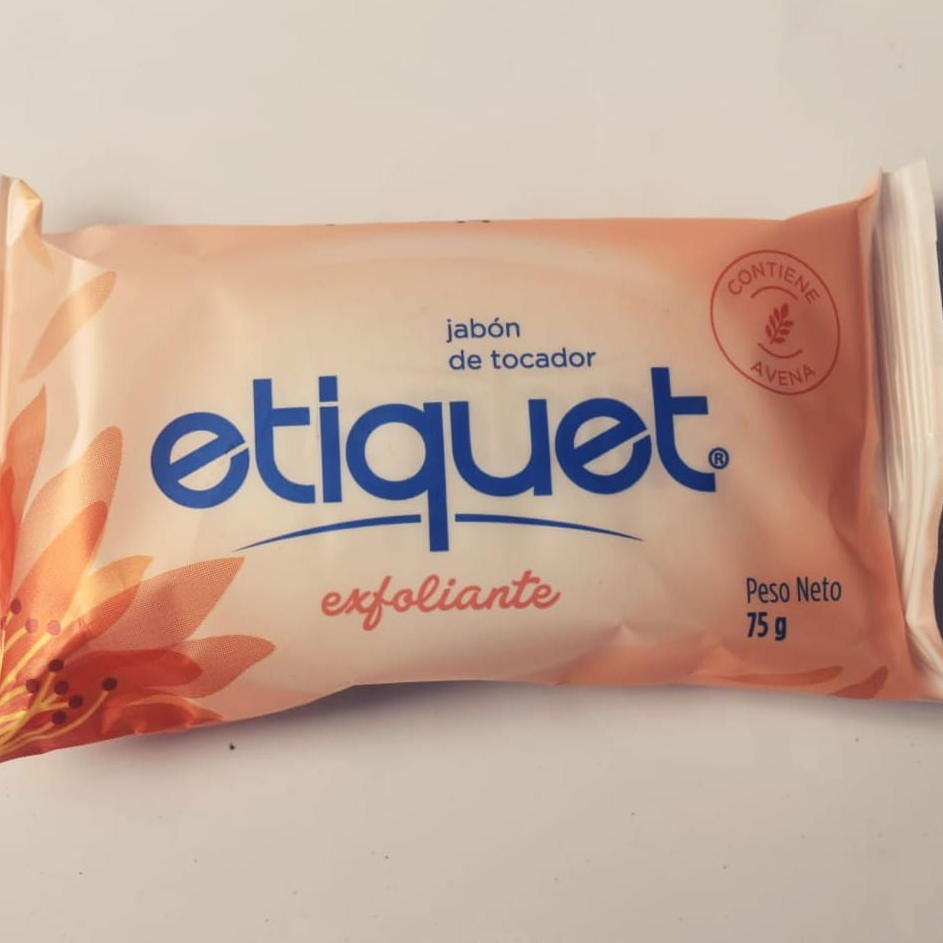 CONTIENE
AVENA
jabón
de tocador
etiquet®
exfoliante
Peso Neto
75 g